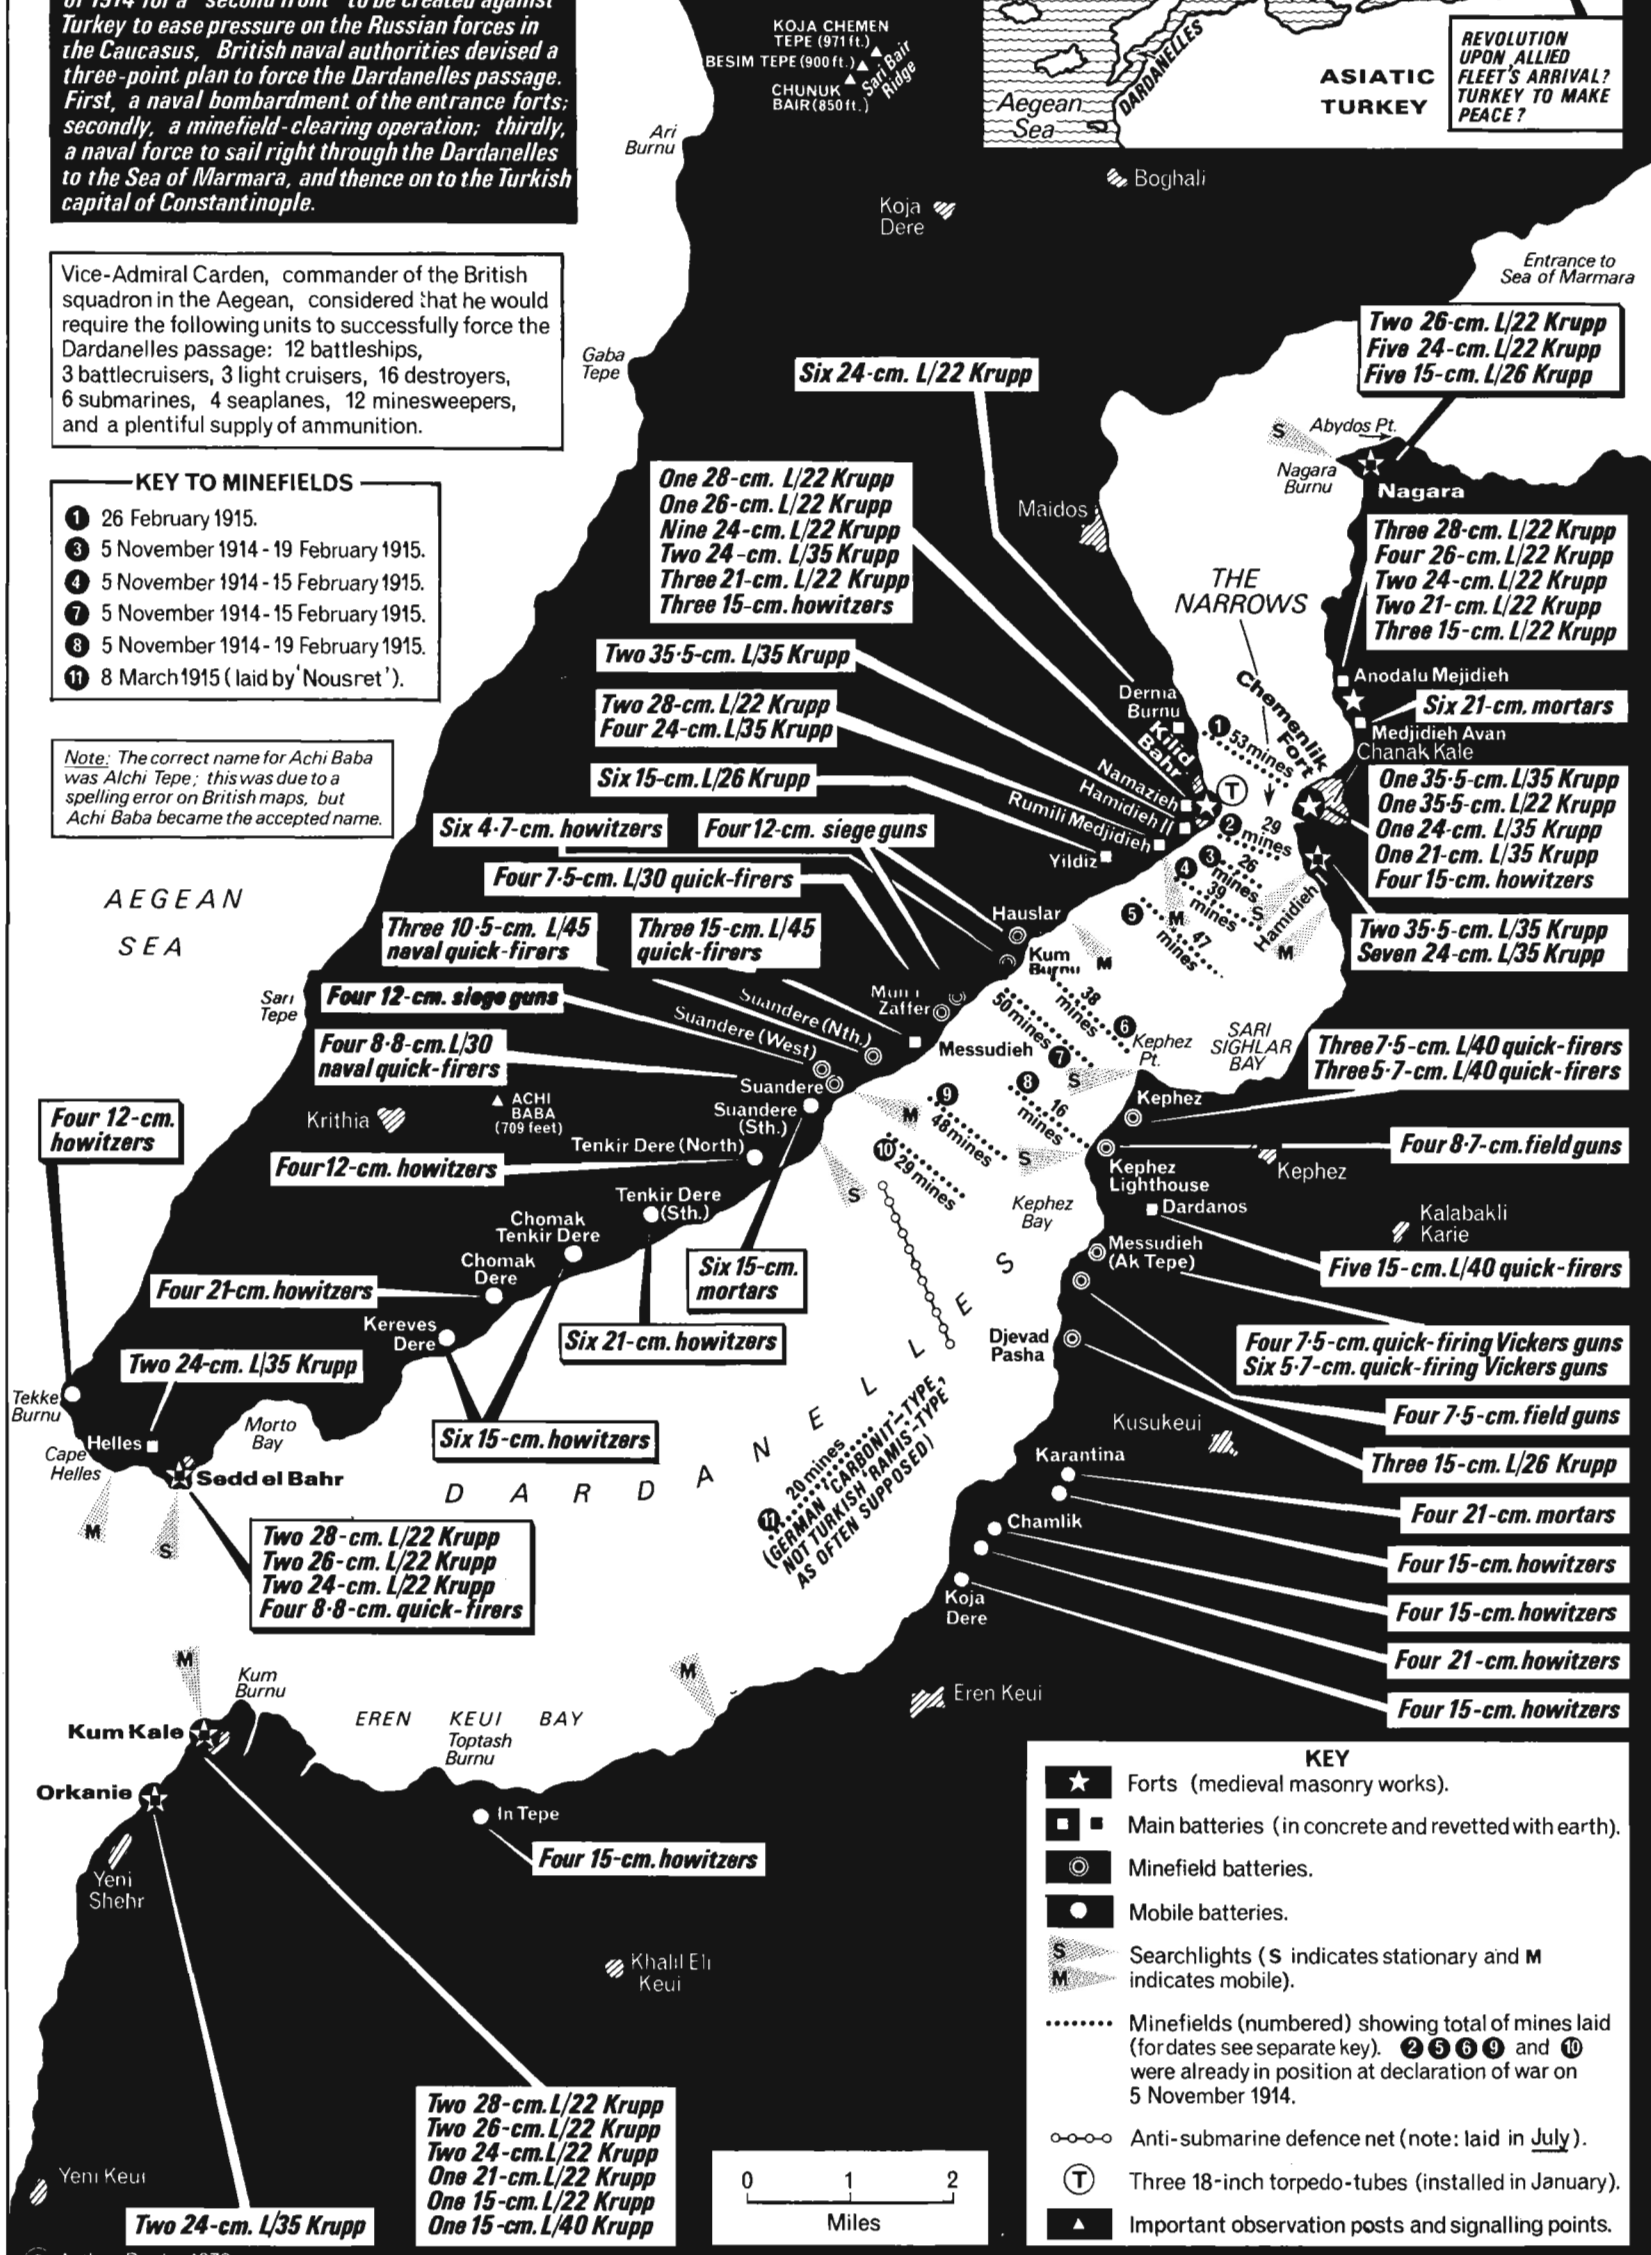 Turkey to ease pressure on the Russian forces in
the Caucasus, British naval authorities devised a
three-point plan to force the Dardanelles passage.
First, a naval bombardment of the entrance forts;
secondly, a minefield-clearing operation; thirdly,
a naval force to sail right through the Dardanelles
to the Sea of Marmara, and thence on to the Turkish
capital of Constantinople.
KOJA CHEMEN
TEPE (971 ft.)
BESIM TEPE (900 ft.)
CHUNUK
BAIR (850 ft.)
Sari Bair
Ridge
Aegean
Sea
DARDANELLES
ASIATIC
TURKEY
REVOLUTION
UPON ALLIED
FLEET'S ARRIVAL?
TURKEY TO MAKE
PEACE?
Ari
Burnu
Boghali
Koja
Dere
Entrance to
Sea of Marmara
Vice-Admiral Carden, commander of the British
squadron in the Aegean, considered that he would
require the following units to successfully force the
Dardanelles passage: 12 battleships,
3 battlecruisers, 3 light cruisers, 16 destroyers,
6 submarines, 4 seaplanes, 12 minesweepers,
and a plentiful supply of ammunition.
Gaba
Tepe
Six 24-cm. L/22 Krupp
Two 26-cm. L/22 Krupp
Five 24-cm. L/22 Krupp
Five 15-cm. L/26 Krupp
S
Abydos Pt.
Nagara
Burnu
Nagara
KEY TO MINEFIELDS
1 26 February 1915.
3 5 November 1914 - 19 February 1915.
4 5 November 1914 - 15 February 1915.
7 5 November 1914 - 15 February 1915.
8 5 November 1914 - 19 February 1915.
11 8 March 1915 (laid by 'Nousret').
One 28-cm. L/22 Krupp
One 26-cm. L/22 Krupp
Nine 24-cm. L/22 Krupp
Two 24-cm. L/35 Krupp
Three 21-cm. L/22 Krupp
Three 15-cm. howitzers
Maidos
THE
NARROWS
Three 28-cm. L/22 Krupp
Four 26-cm. L/22 Krupp
Two 24-cm. L/22 Krupp
Two 21-cm. L/22 Krupp
Three 15-cm. L/22 Krupp
Two 35·5-cm. L/35 Krupp
Two 28-cm. L/22 Krupp
Four 24-cm. L/35 Krupp
Six 15-cm. L/26 Krupp
Anodalu Mejidieh
Six 21-cm. mortars
Medjidieh Avan
Chanak Kale
Chemenlik
Fort
Derma
Burnu
Kilid
Bahr
1 53 mines
T
Namazieh
Hamidieh II
Rumili Medjidieh
Yildiz
2 29
mines
3 26
mines
4 39
mines
5 47
mines
M
S
Hamidieh
M
M
Note: The correct name for Achi Baba
was Alchi Tepe; this was due to a
spelling error on British maps, but
Achi Baba became the accepted name.
One 35·5-cm. L/35 Krupp
One 35·5-cm. L/22 Krupp
One 24-cm. L/35 Krupp
One 21-cm. L/35 Krupp
Four 15-cm. howitzers
Two 35·5-cm. L/35 Krupp
Seven 24-cm. L/35 Krupp
Six 4·7-cm. howitzers
Four 12-cm. siege guns
Four 7·5-cm. L/30 quick-firers
Three 10·5-cm. L/45
naval quick-firers
Three 15-cm. L/45
quick-firers
Four 12-cm. siege guns
Four 8·8-cm. L/30
naval quick-firers
AEGEAN
SEA
Sari
Tepe
Hauslar
Kum
Burnu
Zaffer
Suandere (Nth.)
Suandere (West)
Messudieh
Suandere
Suandere
(Sth.)
38
mines
6
50 mines
7
Kephez
Pt.
SARI
SIGHLAR
BAY
S
8 16
mines
9
48 mines
10 29 mines
M
S
S
Three 7·5-cm. L/40 quick-firers
Three 5·7-cm. L/40 quick-firers
Kephez
Four 8·7-cm. field guns
Kephez
Kephez
Lighthouse
Dardanos
Kephez
Bay
Kalabakli
Karie
Messudieh
(Ak Tepe)
Five 15-cm. L/40 quick-firers
Krithia
ACHI
BABA
(709 feet)
Four 12-cm.
howitzers
Four 12-cm. howitzers
Tenkir Dere (North)
Tenkir Dere
(Sth.)
Chomak
Tenkir Dere
Chomak
Dere
Four 21-cm. howitzers
Kereves
Dere
Six 15-cm.
mortars
Six 21-cm. howitzers
Two 24-cm. L/35 Krupp
Six 15-cm. howitzers
Djevad
Pasha
Four 7·5-cm. quick-firing Vickers guns
Six 5·7-cm. quick-firing Vickers guns
Four 7·5-cm. field guns
Three 15-cm. L/26 Krupp
Kusukeui
Karantina
Four 21-cm. mortars
Four 15-cm. howitzers
Chamlik
Four 15-cm. howitzers
Four 21-cm. howitzers
Koja
Dere
Four 15-cm. howitzers
Tekke
Burnu
Helles
Cape
Helles
Morto
Bay
Sedd el Bahr
M
S
DARDANELLES
11 20 mines
(GERMAN 'CARBONIT'-TYPE,
NOT TURKISH 'RAMIS-TYPE'
AS OFTEN SUPPOSED)
Two 28-cm. L/22 Krupp
Two 26-cm. L/22 Krupp
Two 24-cm. L/22 Krupp
Four 8·8-cm. quick-firers
M
Kum
Burnu
M
Eren Keui
EREN KEUI BAY
Toptash
Burnu
Kum Kale
Orkanie
In Tepe
Four 15-cm. howitzers
Yeni
Shehr
Khalil Eli
Keui
Yeni Keui
Two 24-cm. L/35 Krupp
Two 28-cm. L/22 Krupp
Two 26-cm. L/22 Krupp
Two 24-cm. L/22 Krupp
One 21-cm. L/22 Krupp
One 15-cm. L/22 Krupp
One 15-cm. L/40 Krupp
0 1 2
Miles
KEY
Forts (medieval masonry works).
Main batteries (in concrete and revetted with earth).
Minefield batteries.
Mobile batteries.
S Searchlights (S indicates stationary and M
M indicates mobile).
Minefields (numbered) showing total of mines laid
(for dates see separate key). 2 5 6 9 and 10
were already in position at declaration of war on
5 November 1914.
Anti-submarine defence net (note: laid in July).
T Three 18-inch torpedo-tubes (installed in January).
Important observation posts and signalling points.